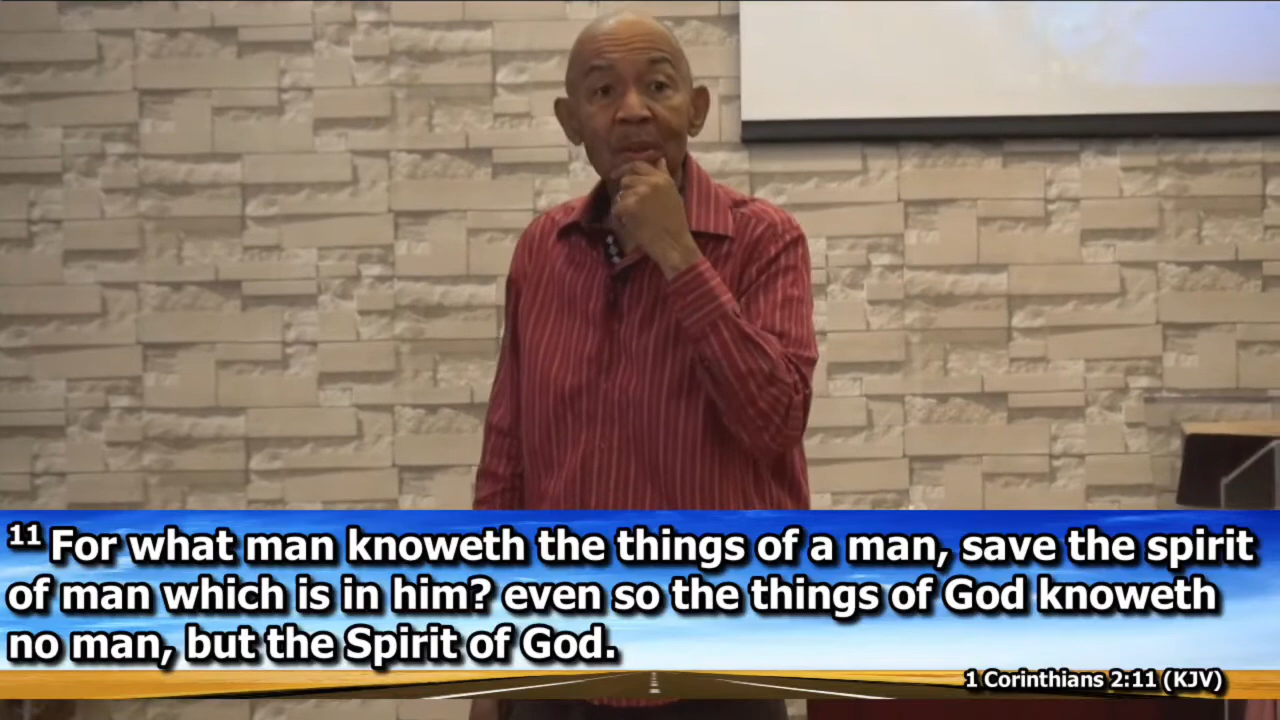 11 For what man knoweth the things of a man, save the spirit
of man which is in him? even so the things of God knoweth
no man, but the Spirit of God.
1 Corinthians 2:11 (KJV)